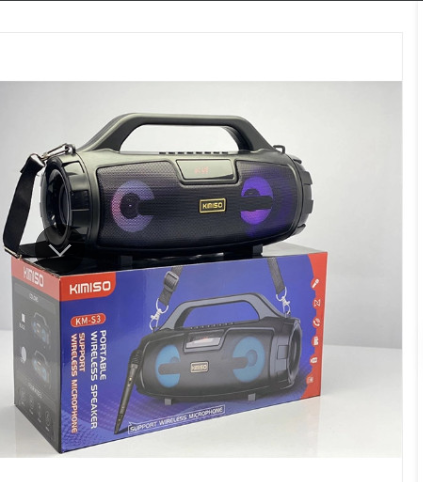 KIMISO
KIMISO
KM-S3
PORTABLE
WIRELESS SPEAKER
SUPPORT
WIRELESS MICROPHONE
KIMISO
SUPPORT WIRELESS MICROPHONE